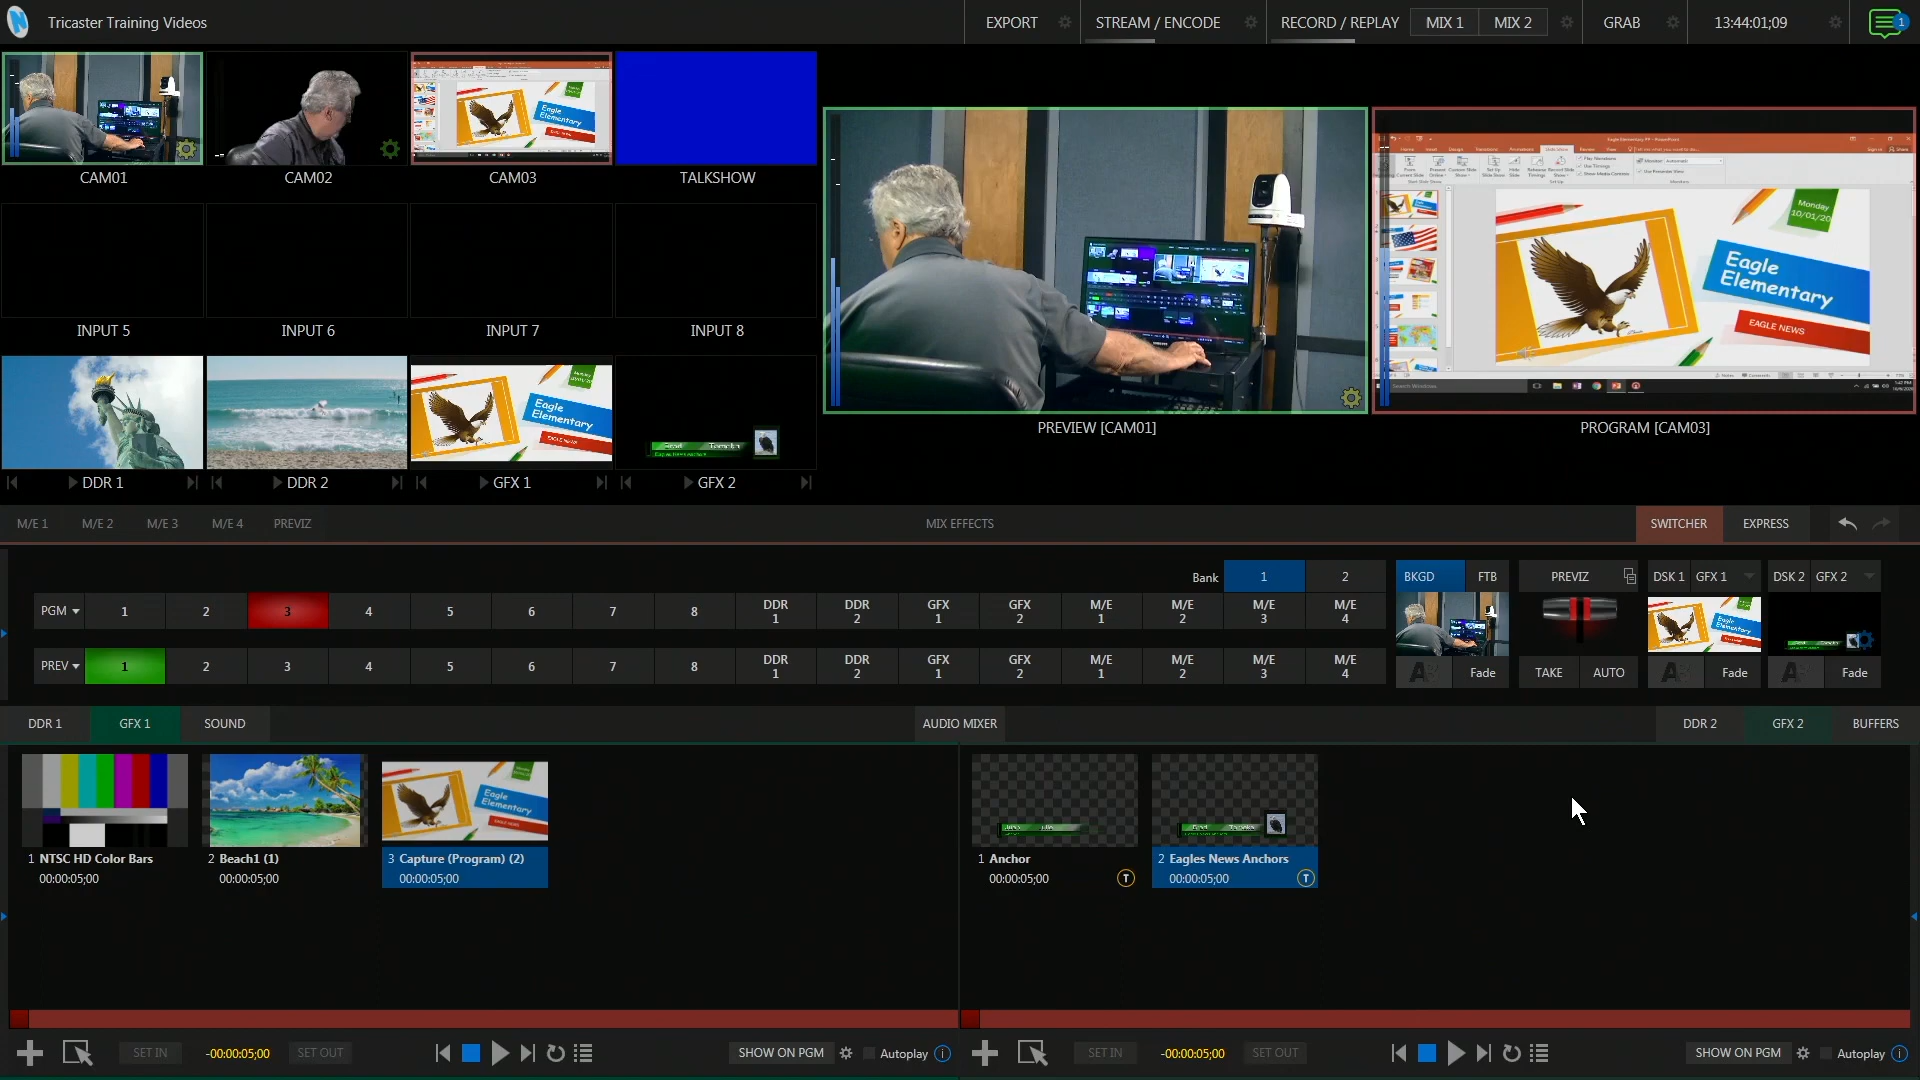 Tricaster Training Videos
EXPORT
STREAM / ENCODE
RECORD / REPLAY
MIX 1
MIX 2
GRAB
13:44:01;09
1
CAM01
CAM02
CAM03
TALKSHOW
Monday
10/01/20
Eagle
Elementary
EAGLE NEWS
PREVIEW [CAM01]
PROGRAM [CAM03]
INPUT 5
INPUT 6
INPUT 7
INPUT 8
Eagle
Elementary
EAGLE NEWS
DDR 1
DDR 2
GFX 1
GFX 2
M/E 1
M/E 2
M/E 3
M/E 4
PREVIZ
MIX EFFECTS
SWITCHER
EXPRESS
Bank
1
2
BKGD
FTB
PREVIZ
DSK 1
GFX 1
DSK 2
GFX 2
PGM
1
2
3
4
5
6
7
8
DDR 1
DDR 2
GFX 1
GFX 2
M/E 1
M/E 2
M/E 3
M/E 4
PREV
1
2
3
4
5
6
7
8
DDR 1
DDR 2
GFX 1
GFX 2
M/E 1
M/E 2
M/E 3
M/E 4
Fade
TAKE
AUTO
Fade
Fade
DDR 1
GFX 1
SOUND
AUDIO MIXER
DDR 2
GFX 2
BUFFERS
1 NTSC HD Color Bars
00:00:05;00
2 Beach1 (1)
00:00:05;00
3 Capture (Program) (2)
00:00:05;00
1 Anchor
00:00:05;00
T
2 Eagles News Anchors
00:00:05;00
T
SET IN
-00:00:05;00
SET OUT
SHOW ON PGM
Autoplay
SET IN
-00:00:05;00
SET OUT
SHOW ON PGM
Autoplay